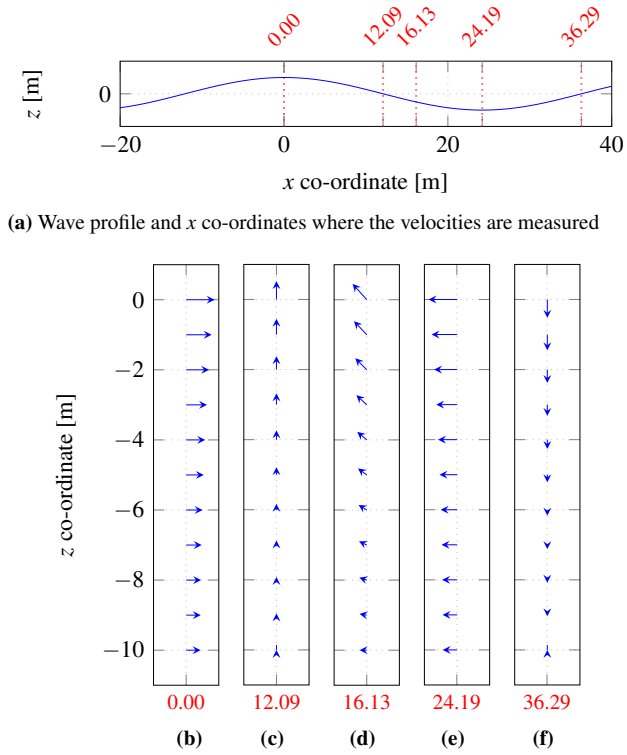 0.00 12.09 16.13 24.19 36.29
z [m]
0
−20 0 20 40
x co-ordinate [m]
(a) Wave profile and x co-ordinates where the velocities are measured
z co-ordinate [m]
0
−2
−4
−6
−8
−10
0.00 12.09 16.13 24.19 36.29
(b) (c) (d) (e) (f)